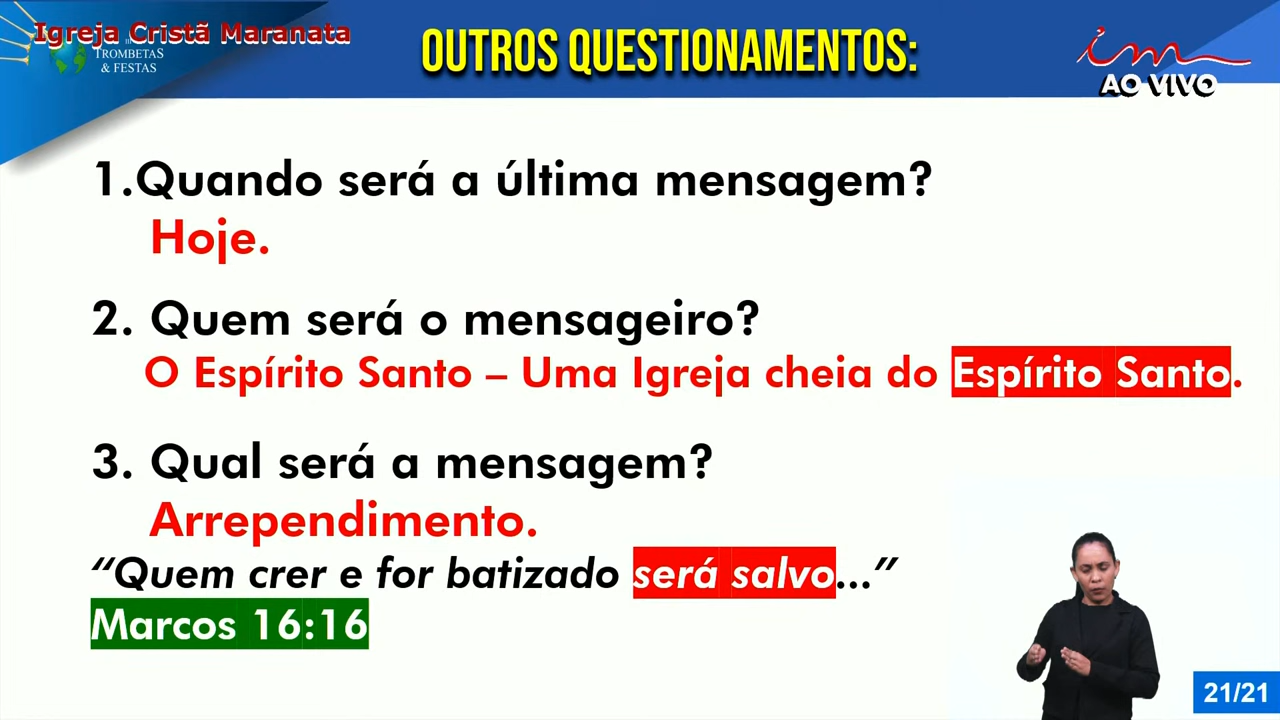 Igreja Cristã Maranata
TROMBETAS
& FESTAS
OUTROS QUESTIONAMENTOS:
im
AO VIVO
1.Quando será a última mensagem?
Hoje.
2. Quem será o mensageiro?
O Espírito Santo – Uma Igreja cheia do Espírito Santo.
3. Qual será a mensagem?
Arrependimento.
“Quem crer e for batizado será salvo...”
Marcos 16:16
21/21